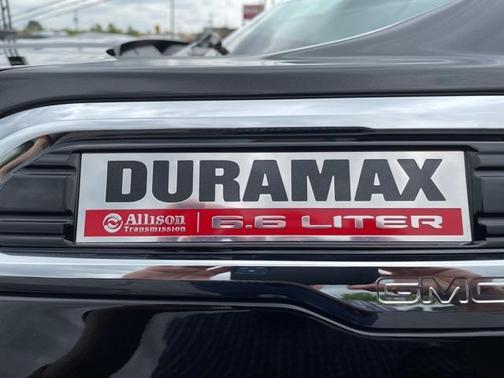 DURAMAX
Allison Transmission 6.6 LITER
GMC